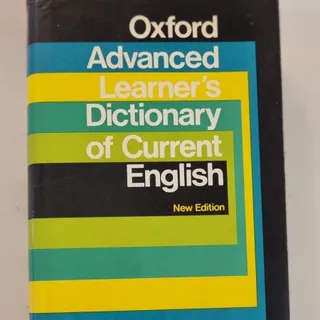 Oxford
Advanced
Learner's
Dictionary
of Current
English
New Edition